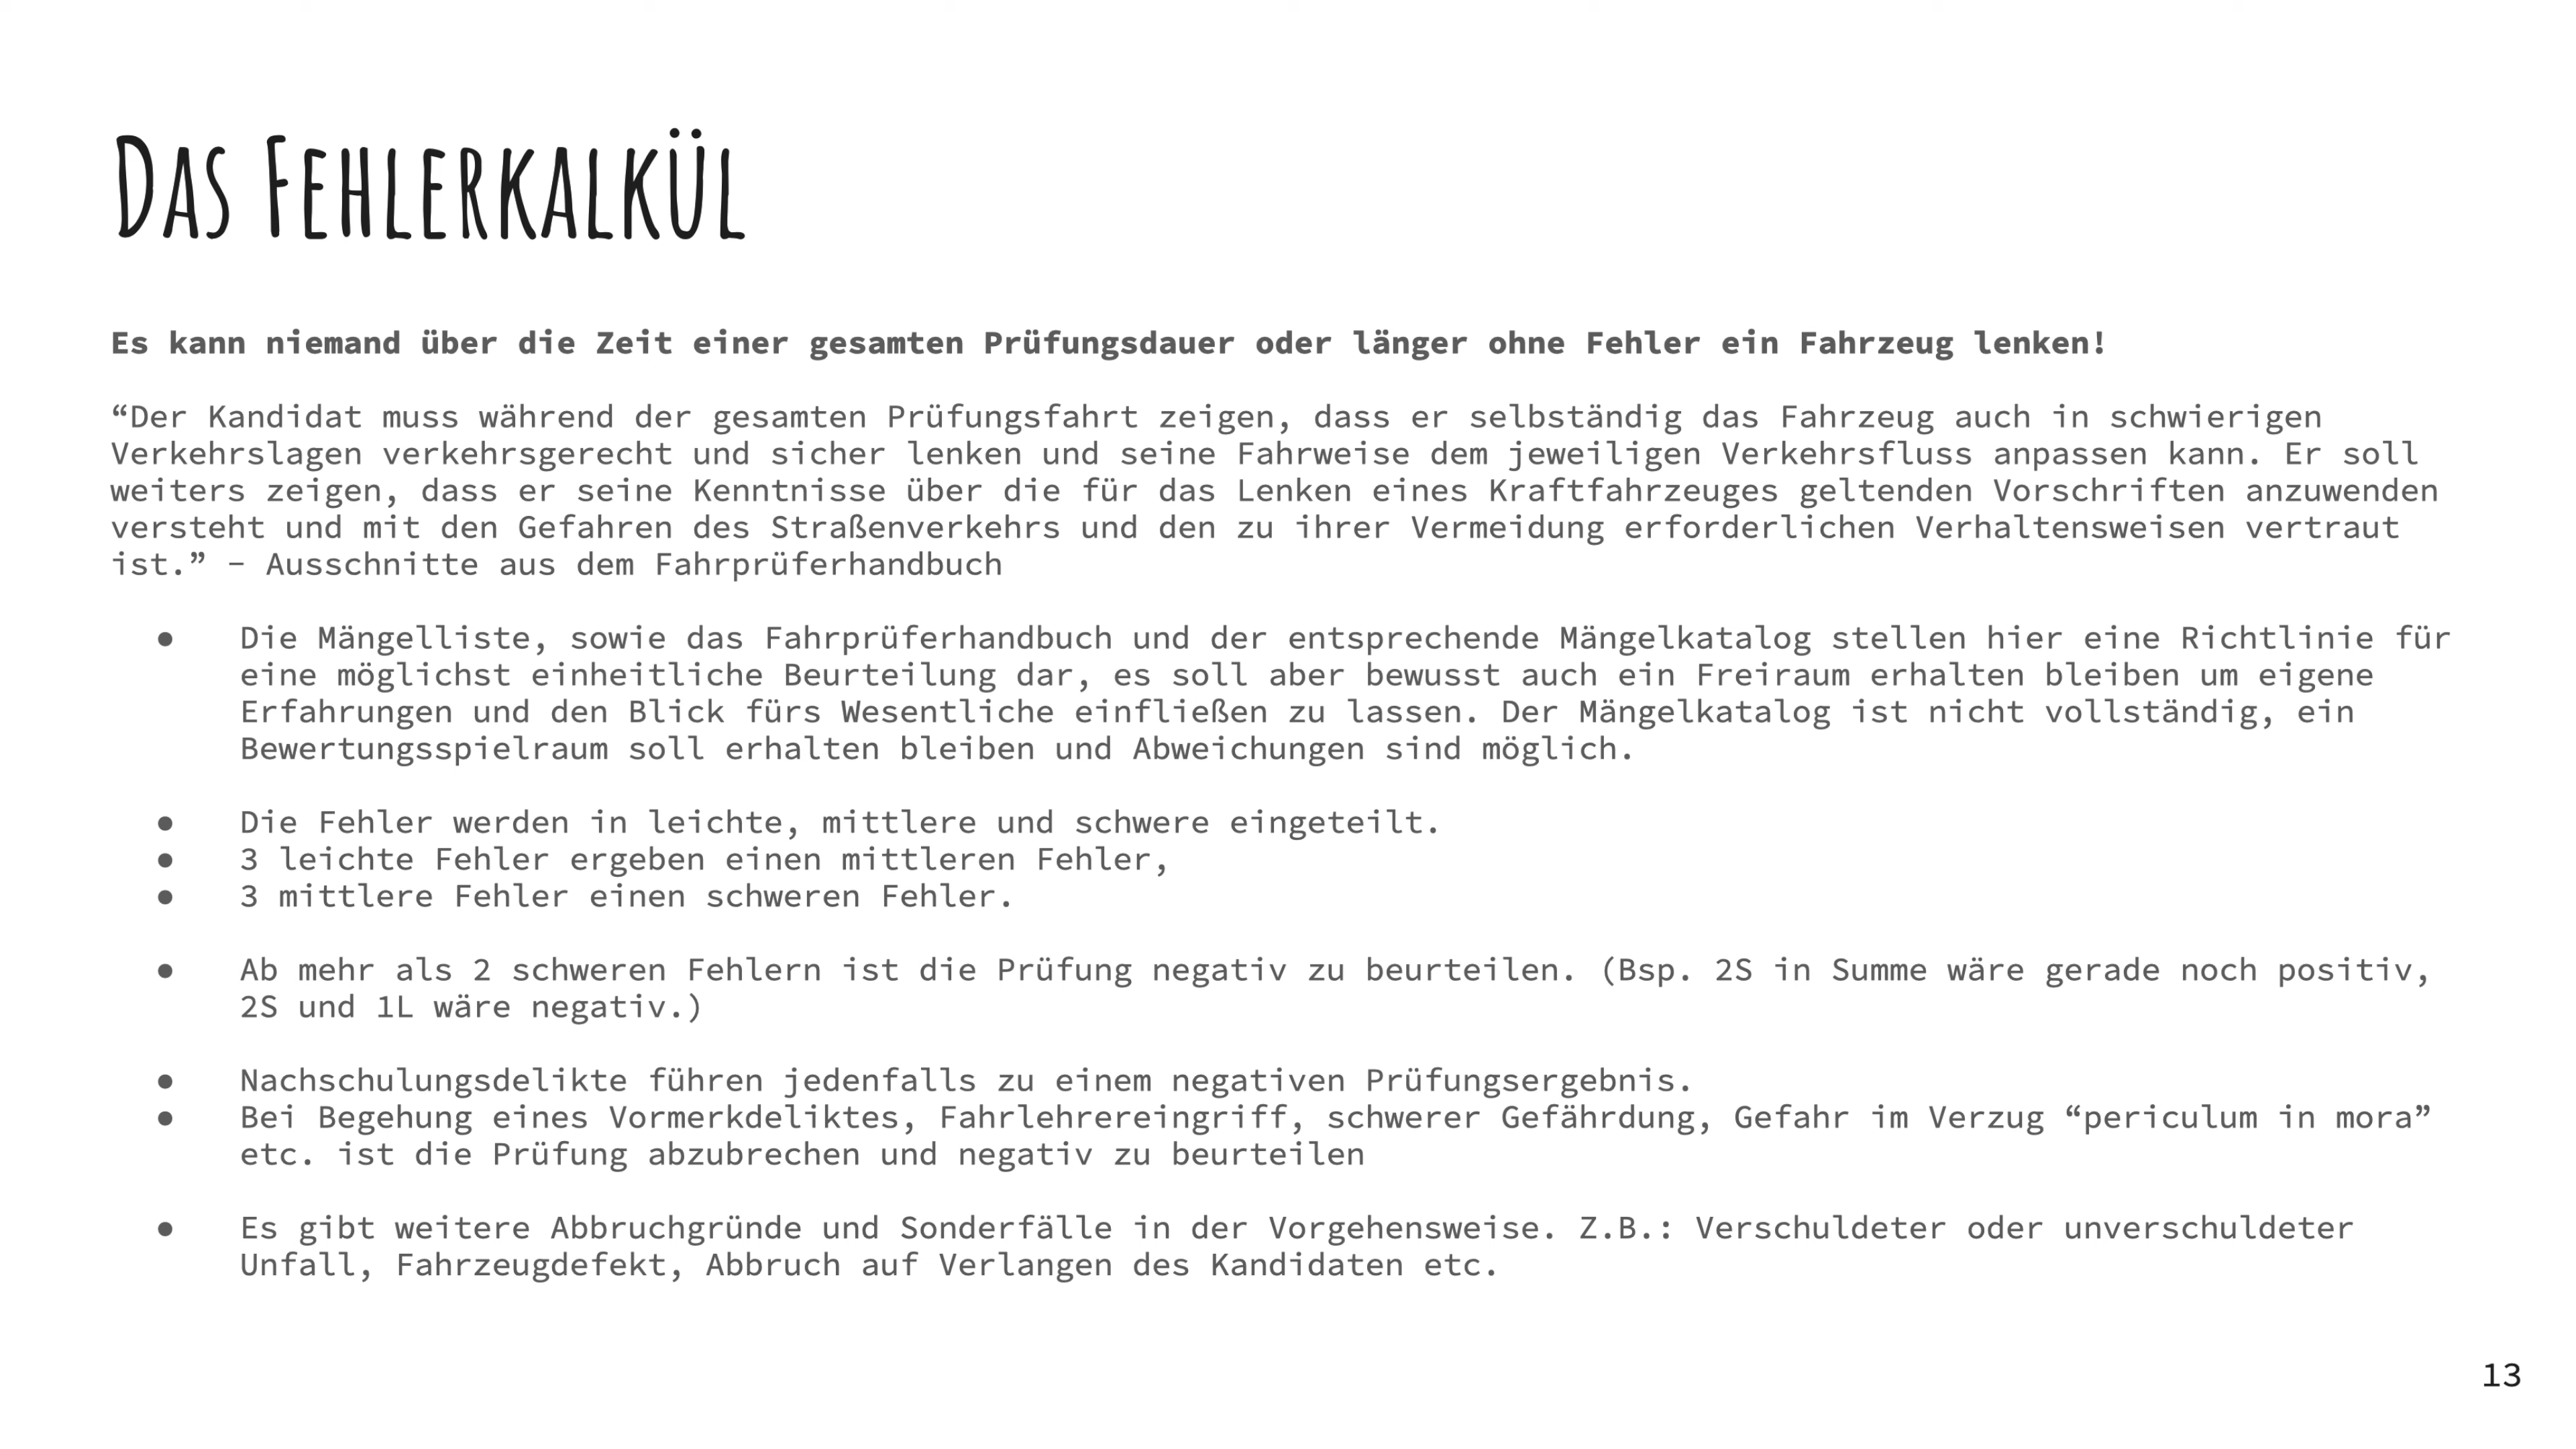 Das Fehlerkalkül
Es kann niemand über die Zeit einer gesamten Prüfungsdauer oder länger ohne Fehler ein Fahrzeug lenken!
“Der Kandidat muss während der gesamten Prüfungsfahrt zeigen, dass er selbständig das Fahrzeug auch in schwierigen
Verkehrslagen verkehrsgerecht und sicher lenken und seine Fahrweise dem jeweiligen Verkehrsfluss anpassen kann. Er soll
weiters zeigen, dass er seine Kenntnisse über die für das Lenken eines Kraftfahrzeuges geltenden Vorschriften anzuwenden
versteht und mit den Gefahren des Straßenverkehrs und den zu ihrer Vermeidung erforderlichen Verhaltensweisen vertraut
ist.” – Ausschnitte aus dem Fahrprüferhandbuch
● Die Mängelliste, sowie das Fahrprüferhandbuch und der entsprechende Mängelkatalog stellen hier eine Richtlinie für
eine möglichst einheitliche Beurteilung dar, es soll aber bewusst auch ein Freiraum erhalten bleiben um eigene
Erfahrungen und den Blick fürs Wesentliche einfließen zu lassen. Der Mängelkatalog ist nicht vollständig, ein
Bewertungsspielraum soll erhalten bleiben und Abweichungen sind möglich.
● Die Fehler werden in leichte, mittlere und schwere eingeteilt.
● 3 leichte Fehler ergeben einen mittleren Fehler,
● 3 mittlere Fehler einen schweren Fehler.
● Ab mehr als 2 schweren Fehlern ist die Prüfung negativ zu beurteilen. (Bsp. 2S in Summe wäre gerade noch positiv,
2S und 1L wäre negativ.)
● Nachschulungsdelikte führen jedenfalls zu einem negativen Prüfungsergebnis.
● Bei Begehung eines Vormerkdeliktes, Fahrlehrereingriff, schwerer Gefährdung, Gefahr im Verzug “periculum in mora”
etc. ist die Prüfung abzubrechen und negativ zu beurteilen
● Es gibt weitere Abbruchgründe und Sonderfälle in der Vorgehensweise. Z.B.: Verschuldeter oder unverschuldeter
Unfall, Fahrzeugdefekt, Abbruch auf Verlangen des Kandidaten etc.
13